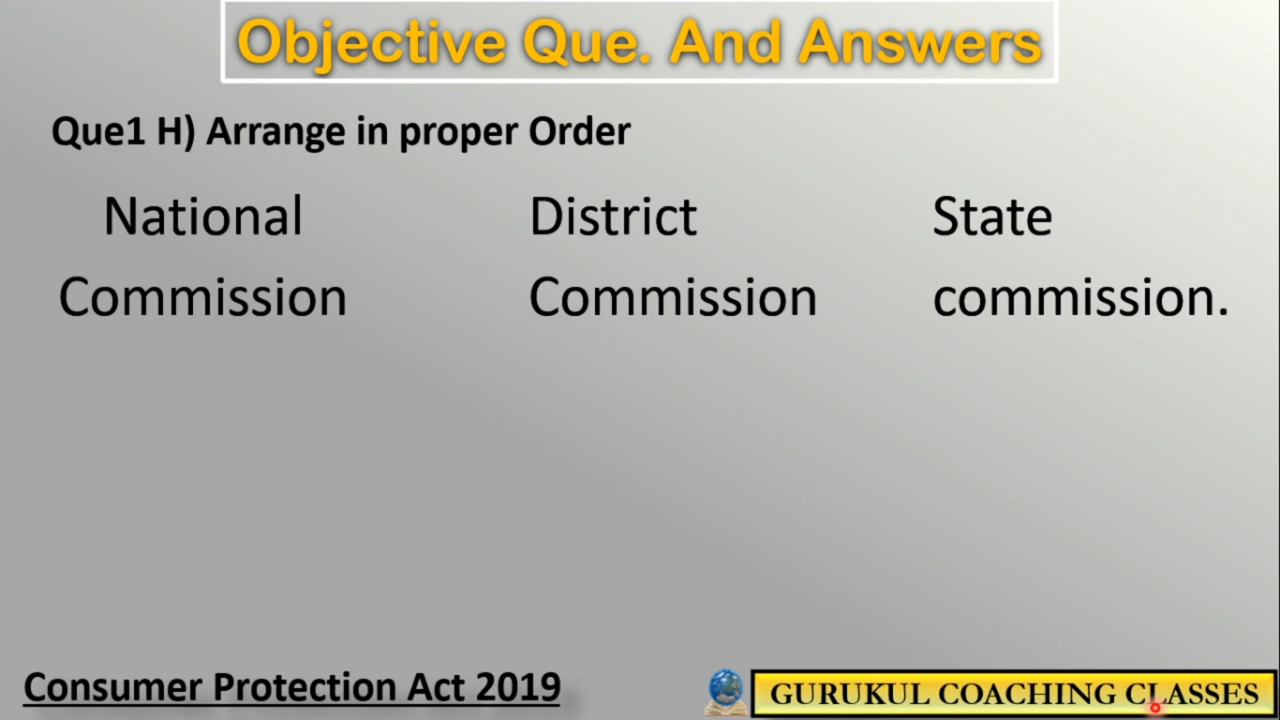 Objective Que. And Answers
Que1 H) Arrange in proper Order
National District State
Commission Commission commission.
Consumer Protection Act 2019
GURUKUL COACHING CLASSES